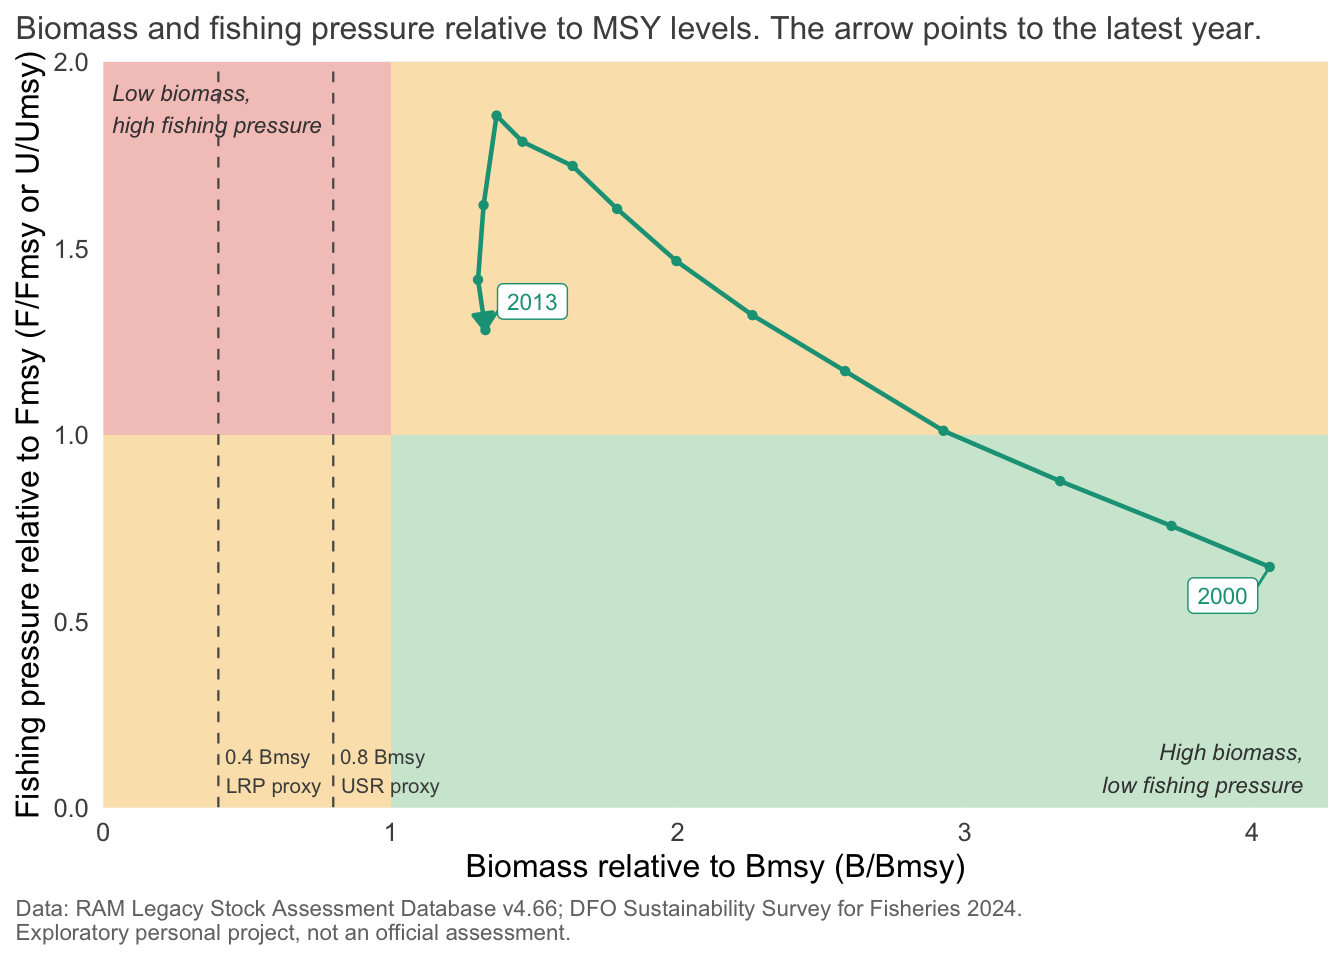 Biomass and fishing pressure relative to MSY levels. The arrow points to the latest year.
Fishing pressure relative to Fmsy (F/Fmsy or U/Umsy)
2.0
1.5
1.0
0.5
0.0
Low biomass,
high fishing pressure
2013
2000
0.4 Bmsy
LRP proxy
0.8 Bmsy
USR proxy
High biomass,
low fishing pressure
0 1 2 3 4
Biomass relative to Bmsy (B/Bmsy)
Data: RAM Legacy Stock Assessment Database v4.66; DFO Sustainability Survey for Fisheries 2024.
Exploratory personal project, not an official assessment.